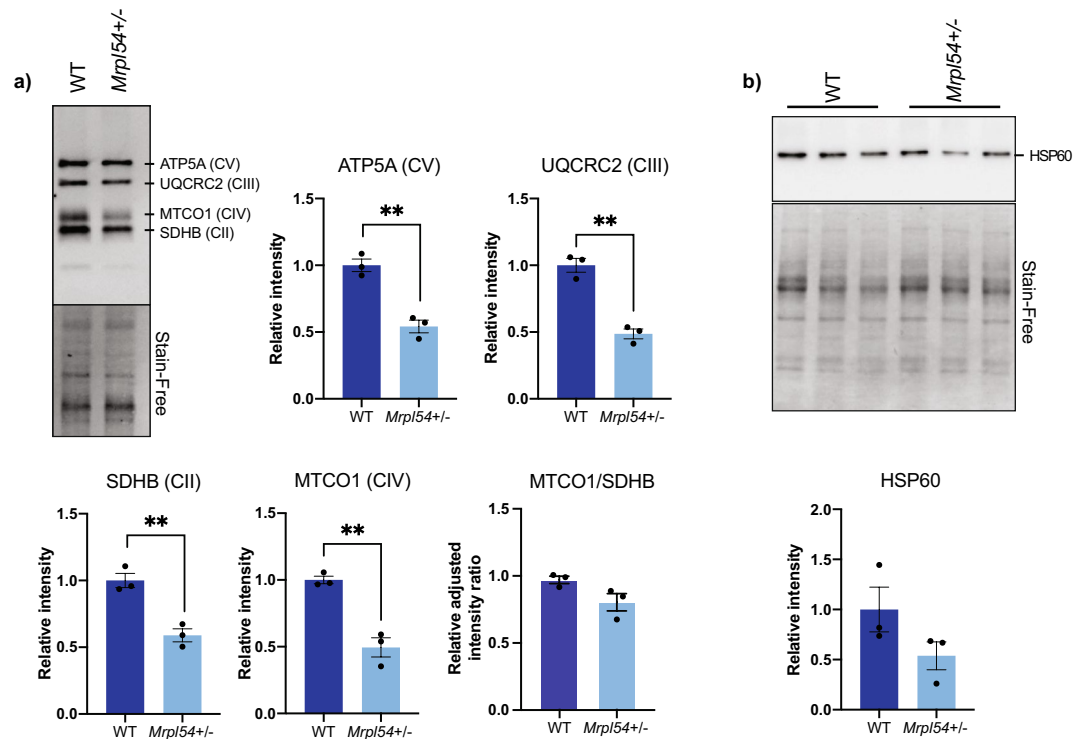 a)
WT
Mrpl54+/-
ATP5A (CV)
UQCRC2 (CIII)
MTCO1 (CIV)
SDHB (CII)
Stain-Free
ATP5A (CV)
Relative intensity
1.5
1.0
0.5
0.0
**
WT
Mrpl54+/-
UQCRC2 (CIII)
Relative intensity
1.5
1.0
0.5
0.0
**
WT
Mrpl54+/-
b)
WT
Mrpl54+/-
HSP60
Stain-Free
SDHB (CII)
Relative intensity
1.5
1.0
0.5
0.0
**
WT
Mrpl54+/-
MTCO1 (CIV)
Relative intensity
1.5
1.0
0.5
0.0
**
WT
Mrpl54+/-
MTCO1/SDHB
Relative adjusted
intensity ratio
1.5
1.0
0.5
0.0
WT
Mrpl54+/-
HSP60
Relative intensity
2.0
1.5
1.0
0.5
0.0
WT
Mrpl54+/-